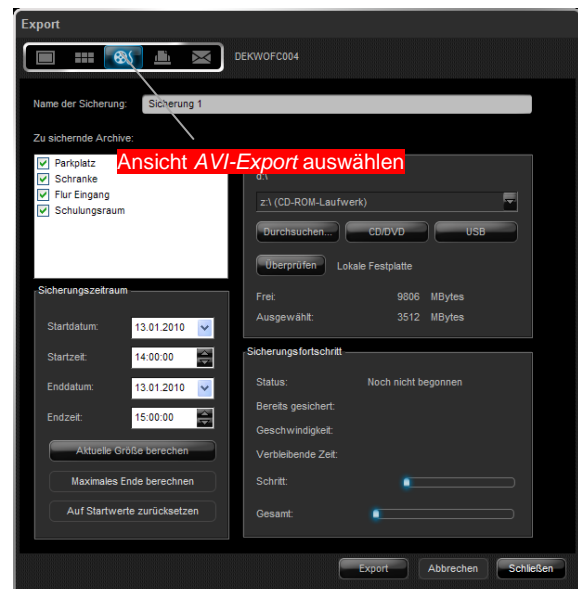 Export
DEKWOFC004
Name der Sicherung: Sicherung 1
Zu sichernde Archive:
Ansicht AVI-Export auswählen
Parkplatz
Schranke
Flur Eingang
Schulungsraum
d:\
z:\ (CD-ROM-Laufwerk)
Durchsuchen... CD/DVD USB
Überprüfen Lokale Festplatte
Frei: 9806 MBytes
Ausgewählt: 3512 MBytes
Sicherungszeitraum
Startdatum: 13.01.2010
Startzeit: 14:00:00
Enddatum: 13.01.2010
Endzeit: 15:00:00
Aktuelle Größe berechen
Maximales Ende berechnen
Auf Startwerte zurücksetzen
Sicherungsfortschritt
Status: Noch nicht begonnen
Bereits gesichert:
Geschwindigkeit:
Verbleibende Zeit:
Schritt:
Gesamt:
Export Abbrechen Schließen